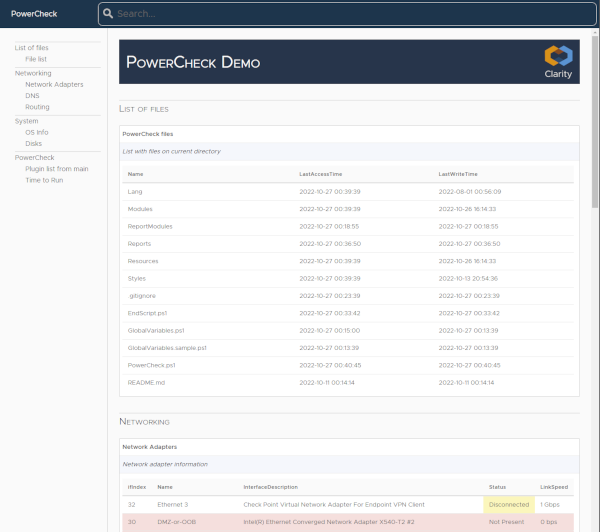 PowerCheck
Search...
List of files
File list
Networking
Network Adapters
DNS
Routing
System
OS Info
Disks
PowerCheck
Plugin list from main
Time to Run
PowerCheck Demo
Clarity
List of files
PowerCheck files
List with files on current directory
Name LastAccessTime LastWriteTime
Lang 2022-10-27 00:39:39 2022-08-01 00:56:09
Modules 2022-10-27 00:39:39 2022-10-26 16:14:33
ReportModules 2022-10-27 00:18:55 2022-10-27 00:18:55
Reports 2022-10-27 00:36:50 2022-10-27 00:36:50
Resources 2022-10-27 00:39:39 2022-10-26 16:14:33
Styles 2022-10-27 00:39:39 2022-10-13 20:54:36
.gitignore 2022-10-27 00:23:39 2022-10-27 00:23:39
EndScript.ps1 2022-10-27 00:33:42 2022-10-27 00:33:42
GlobalVariables.ps1 2022-10-27 00:15:00 2022-10-27 00:13:39
GlobalVariables.sample.ps1 2022-10-27 00:13:39 2022-10-27 00:13:39
PowerCheck.ps1 2022-10-27 00:40:45 2022-10-27 00:40:45
README.md 2022-10-11 00:14:14 2022-10-11 00:14:14
Networking
Network Adapters
Network adapter information
ifIndex Name InterfaceDescription Status LinkSpeed
32 Ethernet 3 Check Point Virtual Network Adapter For Endpoint VPN Client Disconnected 1 Gbps
30 DMZ-or-OOB Intel(R) Ethernet Converged Network Adapter X540-T2 #2 Not Present 0 bps